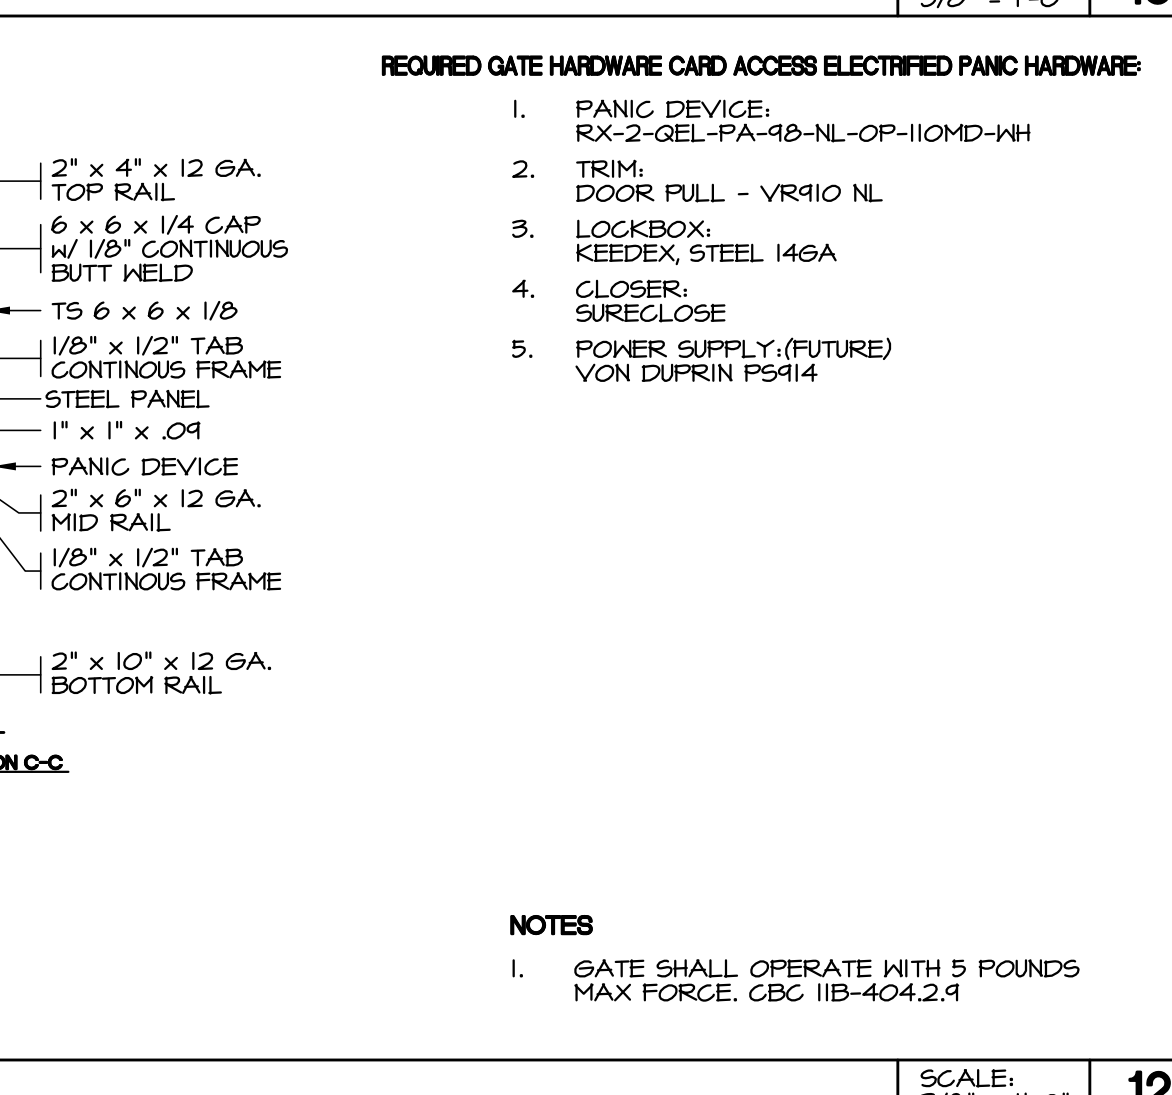 REQUIRED GATE HARDWARE CARD ACCESS ELECTRIFIED PANIC HARDWARE:
1. PANIC DEVICE:
RX-2-QEL-PA-98-NL-OP-110MD-WH
2. TRIM:
DOOR PULL - VR910 NL
3. LOCKBOX:
KEEDEX, STEEL 14GA
4. CLOSER:
SURECLOSE
5. POWER SUPPLY:(FUTURE)
VON DUPRIN PS914
2" x 4" x 12 GA.
TOP RAIL
6 x 6 x 1/4 CAP
w/ 1/8" CONTINUOUS
BUTT WELD
TS 6 x 6 x 1/8
1/8" x 1/2" TAB
CONTINOUS FRAME
STEEL PANEL
1" x 1" x .09
PANIC DEVICE
2" x 6" x 12 GA.
MID RAIL
1/8" x 1/2" TAB
CONTINOUS FRAME
2" x 10" x 12 GA.
BOTTOM RAIL
C-C
NOTES
1. GATE SHALL OPERATE WITH 5 POUNDS
MAX FORCE. CBC 11B-404.2.9
SCALE:
12